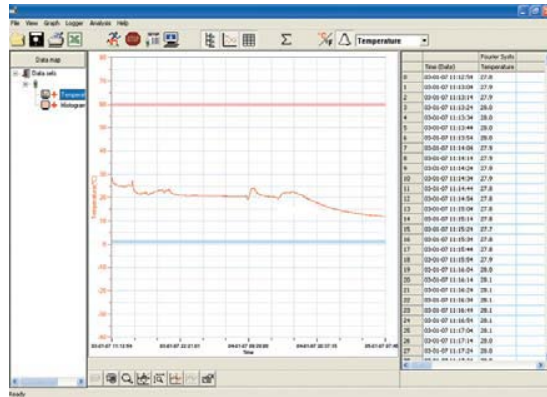 File View Graph Logger Analysis Help
Temperature
Data map
Data sets
Temperat
Histogram
80
70
60
50
40
30
20
10
0
-10
-20
-30
-40
Temperature(°C)
03-01-07 11:12:54
03-01-07 22:21:03
04-01-07 20:37:15
Time
Fourier Syste
Time (Date) Temperature
0 03-01-07 11:12:54 27.8
1 03-01-07 11:13:04 27.9
2 03-01-07 11:13:14 27.9
3 03-01-07 11:13:24 28.0
4 03-01-07 11:13:34 28.0
5 03-01-07 11:13:44 28.0
6 03-01-07 11:13:54 28.0
7 03-01-07 11:14:04 27.9
8 03-01-07 11:14:14 27.9
9 03-01-07 11:14:24 27.9
10 03-01-07 11:14:34 27.9
11 03-01-07 11:14:44 27.8
12 03-01-07 11:14:54 27.8
13 03-01-07 11:15:04 27.8
14 03-01-07 11:15:14 27.8
15 03-01-07 11:15:24 27.7
16 03-01-07 11:15:34 27.8
17 03-01-07 11:15:44 27.8
18 03-01-07 11:15:54 27.9
19 03-01-07 11:16:04 28.0
20 03-01-07 11:16:14 28.1
21 03-01-07 11:16:24 28.1
22 03-01-07 11:16:34 28.1
23 03-01-07 11:16:44 28.1
24 03-01-07 11:16:54 28.1
25 03-01-07 11:17:04 28.1
26 03-01-07 11:17:14 28.0
27 03-01-07 11:17:24 28.0
Ready